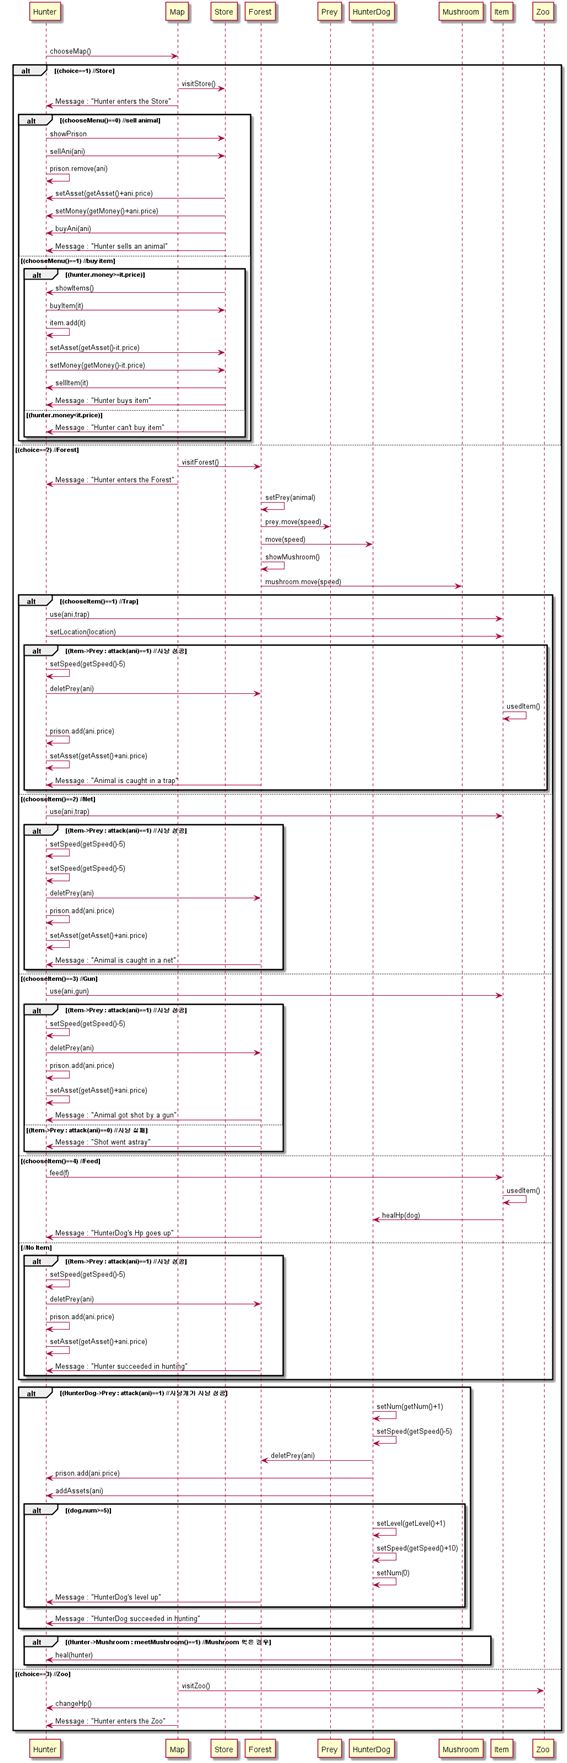 Hunter Map Store Forest Prey HunterDog Mushroom Item Zoo
chooseMap()
alt [(choice==1) //Store]
visitStore()
Message : "Hunter enters the Store"
alt [(chooseMenu()==0) //sell animal]
showPrison
sellAni(ani)
prison.remove(ani)
setAsset(getAsset()+ani.price)
setMoney(getMoney()+ani.price)
buyAni(ani)
Message : "Hunter sells an animal"
[(chooseMenu()==1) //buy item]
alt [(hunter.money>=it.price)]
showItems()
buyItem(it)
item.add(it)
setAsset(getAsset()-it.price)
setMoney(getMoney()-it.price)
sellItem(it)
Message : "Hunter buys item"
[(hunter.money<it.price)]
Message : "Hunter can't buy item"
[(choice==2) //Forest]
visitForest()
Message : "Hunter enters the Forest"
setPrey(animal)
prey.move(speed)
move(speed)
showMushroom()
mushroom.move(speed)
alt [(chooseItem()==1) //Trap]
use(ani,trap)
setLocation(location)
alt [(Item->Prey : attack(ani)==1) //사냥 성공]
setSpeed(getSpeed()-5)
deletPrey(ani)
usedItem()
prison.add(ani.price)
setAsset(getAsset()+ani.price)
Message : "Animal is caught in a trap"
[(chooseItem()==2) //Net]
use(ani,trap)
alt [(Item->Prey : attack(ani)==1) //사냥 성공]
setSpeed(getSpeed()-5)
setSpeed(getSpeed()-5)
deletPrey(ani)
prison.add(ani.price)
setAsset(getAsset()+ani.price)
Message : "Animal is caught in a net"
[(chooseItem()==3) //Gun]
use(ani,gun)
alt [(Item->Prey : attack(ani)==1) //사냥 성공]
setSpeed(getSpeed()-5)
deletPrey(ani)
prison.add(ani.price)
setAsset(getAsset()+ani.price)
Message : "Animal got shot by a gun"
[(Item->Prey : attack(ani)==0) //사냥 실패]
Message : "Shot went astray"
[(chooseItem()==4) //Feed]
feed(f)
usedItem()
healHp(dog)
Message : "HunterDog's Hp goes up"
[//No Item]
alt [(Item->Prey : attack(ani)==1) //사냥 성공]
setSpeed(getSpeed()-5)
deletPrey(ani)
prison.add(ani.price)
setAsset(getAsset()+ani.price)
Message : "Hunter succeeded in hunting"
alt [(HunterDog->Prey : attack(ani)==1) //사냥개가 사냥 성공]
setNum(getNum()+1)
setSpeed(getSpeed()-5)
deletPrey(ani)
prison.add(ani.price)
addAssets(ani)
alt [(dog.num>=5)]
setLevel(getLevel()+1)
setSpeed(getSpeed()+10)
setNum(0)
Message : "HunterDog's level up"
Message : "HunterDog succeeded in hunting"
alt [(Hunter->Mushroom : meetMushroom()==1) //Mushroom 먹은 경우]
heal(hunter)
[(choice==3) //Zoo]
visitZoo()
changeHp()
Message : "Hunter enters the Zoo"
Hunter Map Store Forest Prey HunterDog Mushroom Item Zoo